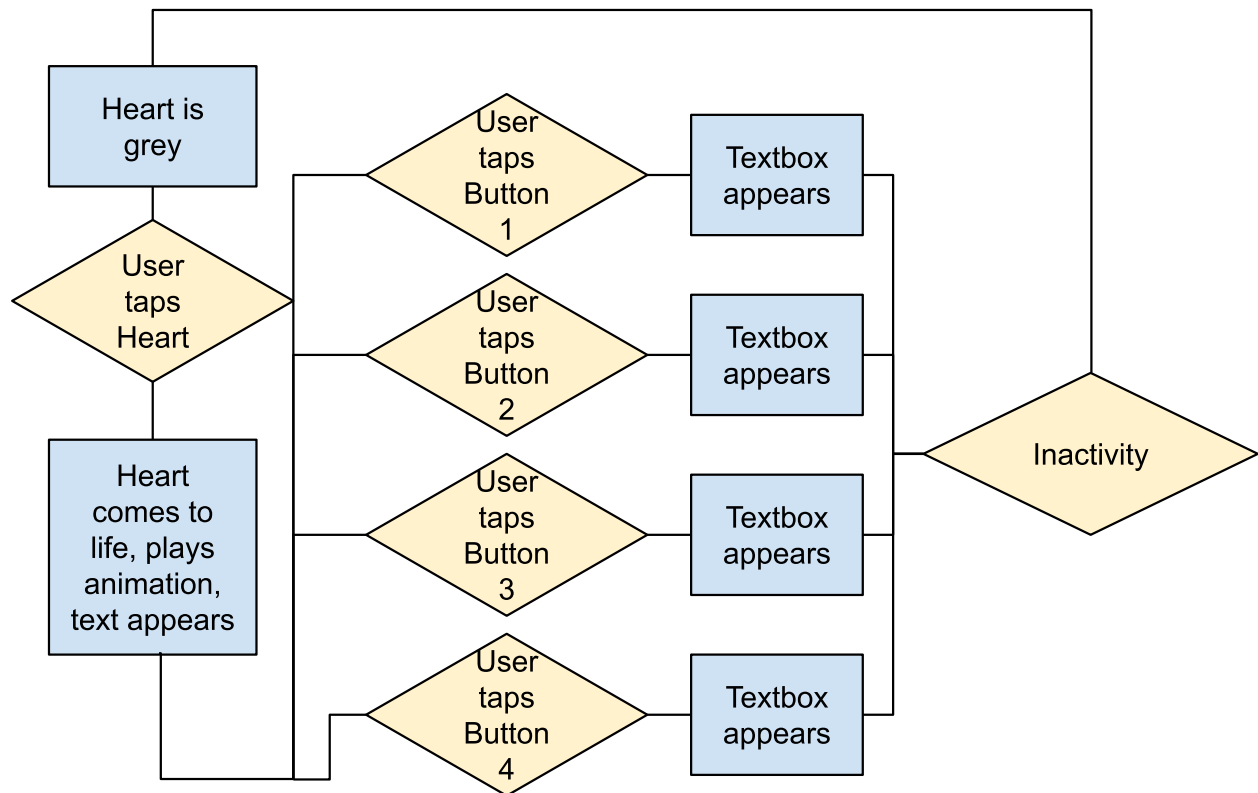 Heart is
grey
User
taps
Heart
Heart
comes to
life, plays
animation,
text appears
User
taps
Button
1
Textbox
appears
User
taps
Button
2
Textbox
appears
User
taps
Button
3
Textbox
appears
User
taps
Button
4
Textbox
appears
Inactivity